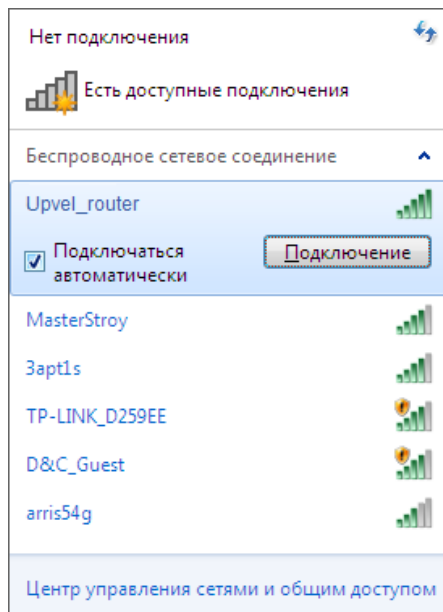 Нет подключения
Есть доступные подключения
Беспроводное сетевое соединение
Upvel_router
Подключаться
автоматически
Подключение
MasterStroy
3apt1s
TP-LINK_D259EE
D&C_Guest
arris54g
Центр управления сетями и общим доступом